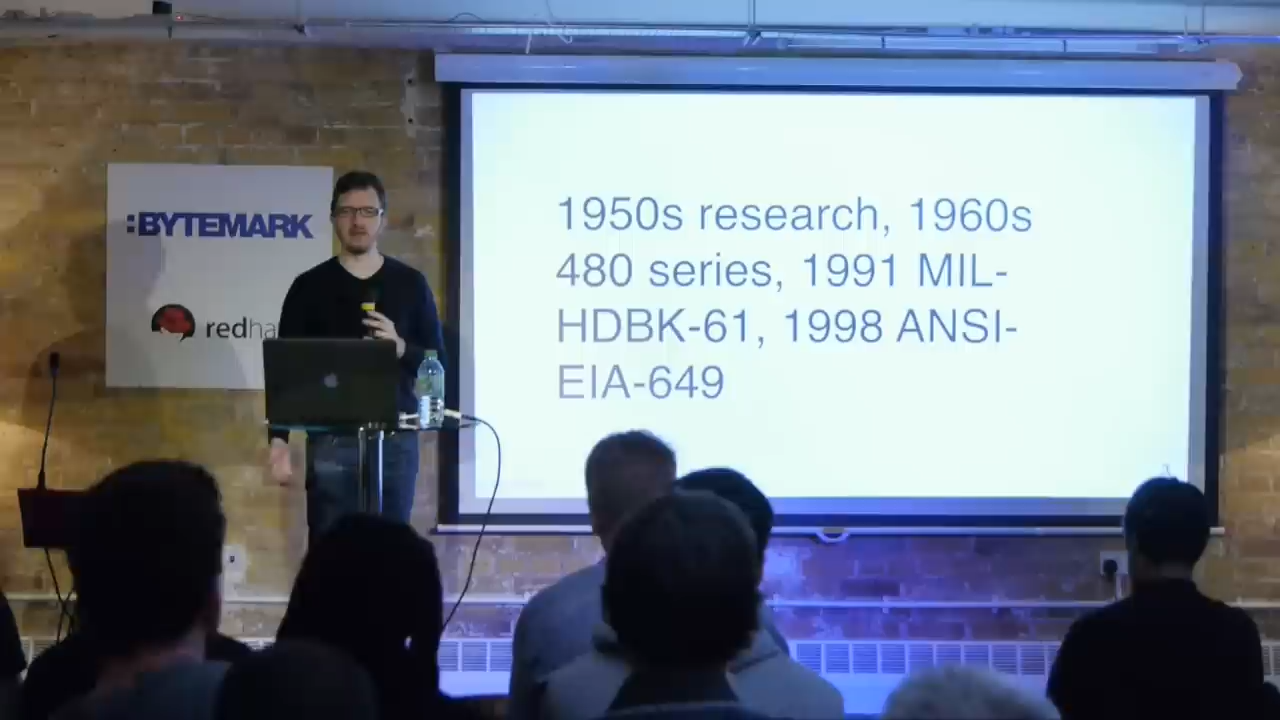 :BYTEMARK
redha
1950s research, 1960s
480 series, 1991 MIL-
HDBK-61, 1998 ANSI-
EIA-649